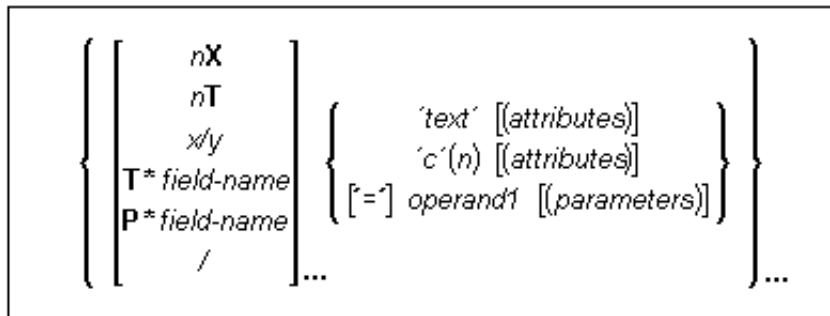 nX
nT
x/y
T* field-name
P* field-name
/
...
´text´ [(attributes)]
´c´(n) [(attributes)]
[´=´] operand1 [(parameters)]
...